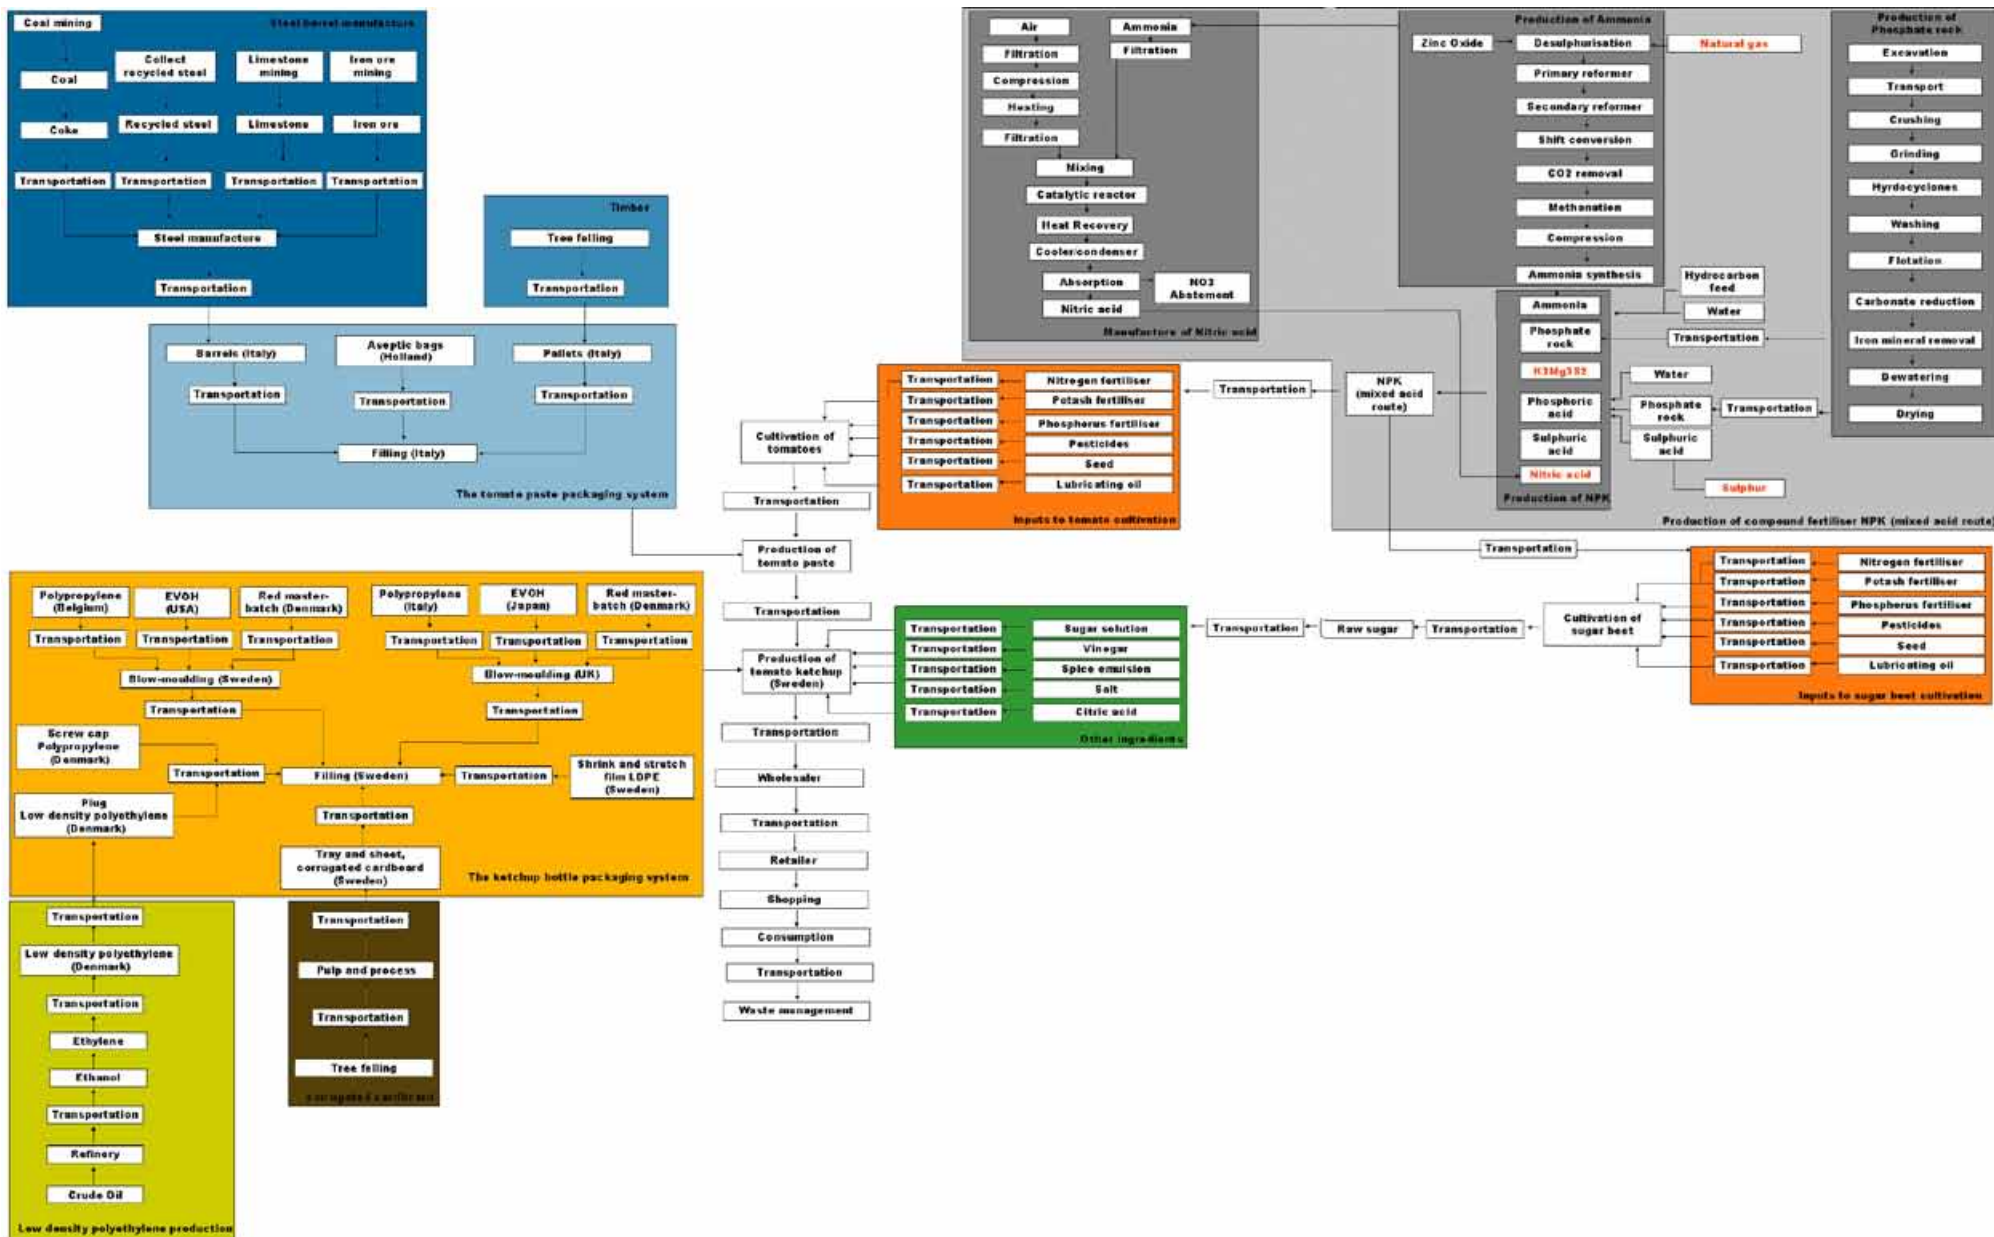 Steel barrel manufacture
Coal mining
Collect
recycled steel
Limestone
mining
Iron ore
mining
Coal
Coke
Recycled steel
Limestone
Iron ore
Transportation
Transportation
Transportation
Transportation
Steel manufacture
Transportation
Timber
Tree felling
Transportation
Barrels (Italy)
Aseptic bags
(Holland)
Pallets (Italy)
Transportation
Transportation
Transportation
Filling (Italy)
The tomato paste packaging system
Air
Filtration
Compression
Heating
Filtration
Ammonia
Filtration
Nixing
Catalytic reactor
Heat Recovery
Cooler/condenser
Absorption
NO3
Abatement
Nitric acid
Manufacture of Nitric acid
Production of Ammonia
Zinc Oxide
Desulphurisation
Natural gas
Primary reformer
Secondary reformer
Shift conversion
CO2 removal
Methanation
Compression
Ammonia synthesis
Production of
Phosphate rock
Excavation
Transport
Crushing
Grinding
Hyrdocyclones
Washing
Flotation
Carbonate reduction
Iron mineral removal
Dewatering
Drying
Hydrocarbon
feed
Water
Transportation
Ammonia
Phosphate
rock
K3Mg3S2
Phosphoric
acid
Sulphuric
acid
Nitric acid
Production of NPK
Water
Phosphate
rock
Transportation
Sulphuric
acid
Sulphur
Production of compound fertiliser NPK (mixed acid route)
NPK
(mixed acid
route)
Transportation
Transportation
Transportation
Nitrogen fertiliser
Transportation
Potash fertiliser
Transportation
Phosphorus fertiliser
Transportation
Pesticides
Transportation
Seed
Transportation
Lubricating oil
Inputs to tomato cultivation
Cultivation of
tomatoes
Transportation
Production of
tomato paste
Transportation
Production of
tomato ketchup
(Sweden)
Transportation
Wholesaler
Transportation
Retailer
Shopping
Consumption
Transportation
Waste management
Transportation
Sugar solution
Transportation
Vinegar
Transportation
Spice emulsion
Transportation
Salt
Transportation
Citric acid
Other ingredients
Transportation
Raw sugar
Transportation
Cultivation of
sugar beet
Transportation
Nitrogen fertiliser
Transportation
Potash fertiliser
Transportation
Phosphorus fertiliser
Transportation
Pesticides
Transportation
Seed
Transportation
Lubricating oil
Inputs to sugar beet cultivation
Polypropylene
(Belgium)
EVOH
(USA)
Red master-
batch (Denmark)
Polypropylene
(Italy)
EVOH
(Japan)
Red master-
batch (Denmark)
Transportation
Transportation
Transportation
Transportation
Transportation
Transportation
Blow-moulding (Sweden)
Blow-moulding (UK)
Transportation
Transportation
Screw cap
Polypropylene
(Denmark)
Transportation
Filling (Sweden)
Transportation
Shrink and stretch
film LDPE
(Sweden)
Plug
Low density polyethylene
(Denmark)
Transportation
Tray and sheet,
corrugated cardboard
(Sweden)
The ketchup bottle packaging system
Transportation
Low density polyethylene
(Denmark)
Transportation
Ethylene
Ethanol
Transportation
Refinery
Crude Oil
Low density polyethylene production
Transportation
Pulp and process
Transportation
Tree felling